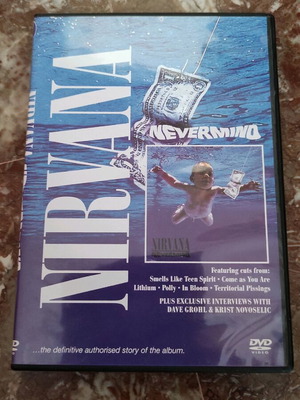 NIRVANA
NEVERMIND
NIRVANA
Featuring cuts from:
Smells Like Teen Spirit • Come as You Are
Lithium • Polly • In Bloom • Territorial Pissings
PLUS EXCLUSIVE INTERVIEWS WITH
DAVE GROHL & KRIST NOVOSELIC
...the definitive authorised story of the album.
DVD
VIDEO